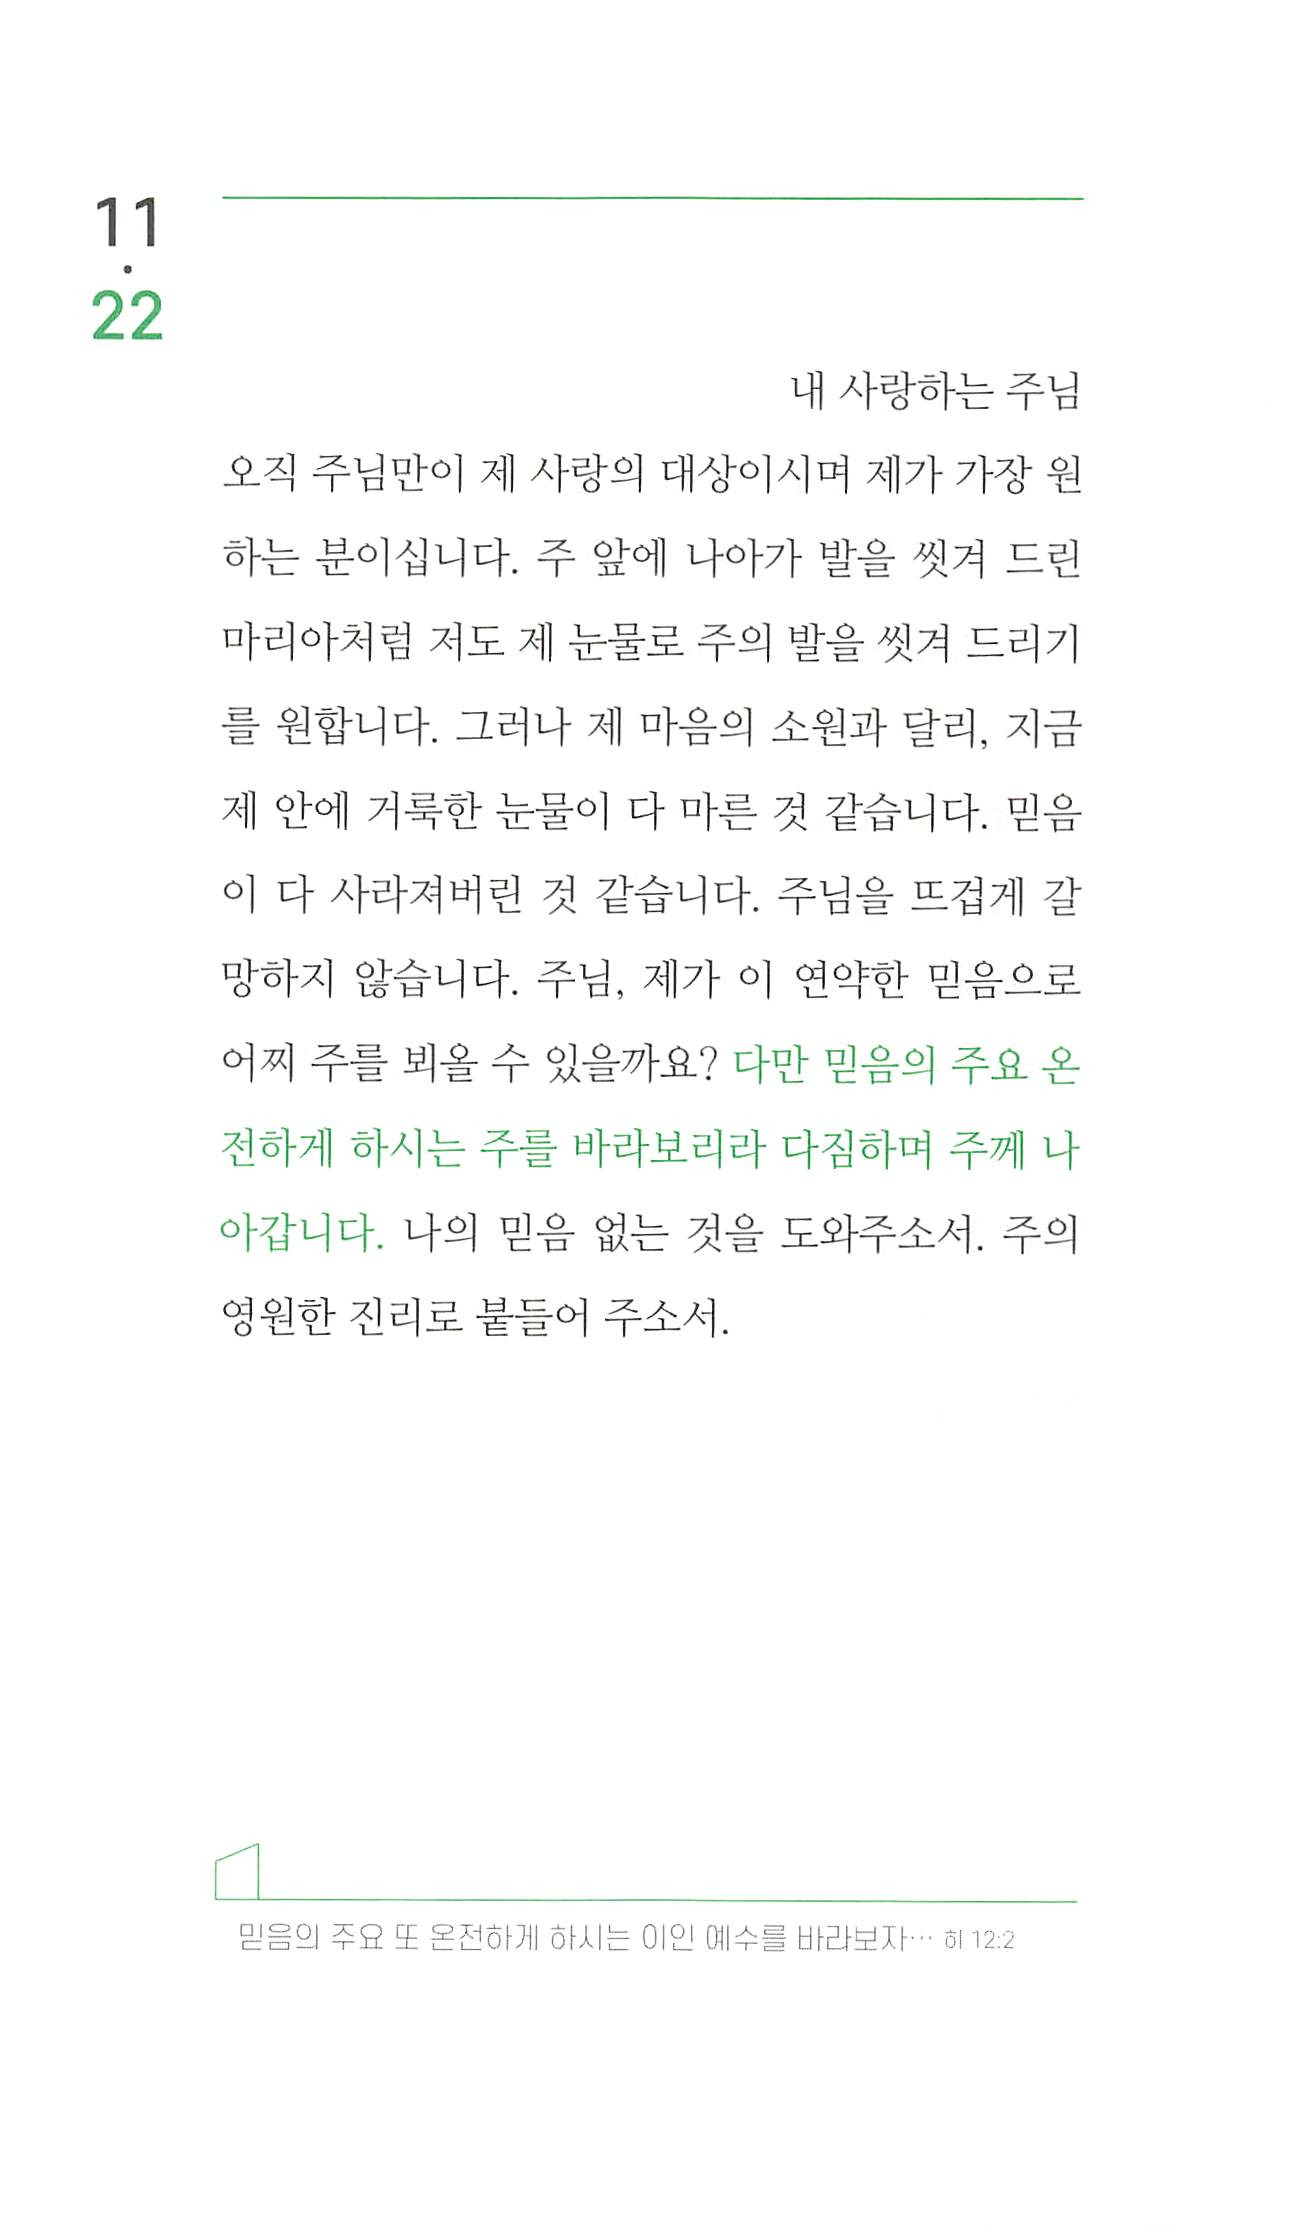 11
·
22
내 사랑하는 주님
오직 주님만이 제 사랑의 대상이시며 제가 가장 원
하는 분이십니다. 주 앞에 나아가 발을 씻겨 드린
마리아처럼 저도 제 눈물로 주의 발을 씻겨 드리기
를 원합니다. 그러나 제 마음의 소원과 달리, 지금
제 안에 거룩한 눈물이 다 마른 것 같습니다. 믿음
이 다 사라져버린 것 같습니다. 주님을 뜨겁게 갈
망하지 않습니다. 주님, 제가 이 연약한 믿음으로
어찌 주를 뵈올 수 있을까요? 다만 믿음의 주요 온
전하게 하시는 주를 바라보리라 다짐하며 주께 나
아갑니다. 나의 믿음 없는 것을 도와주소서. 주의
영원한 진리로 붙들어 주소서.
믿음의 주요 또 온전하게 하시는 이인 예수를 바라보자… 히 12:2